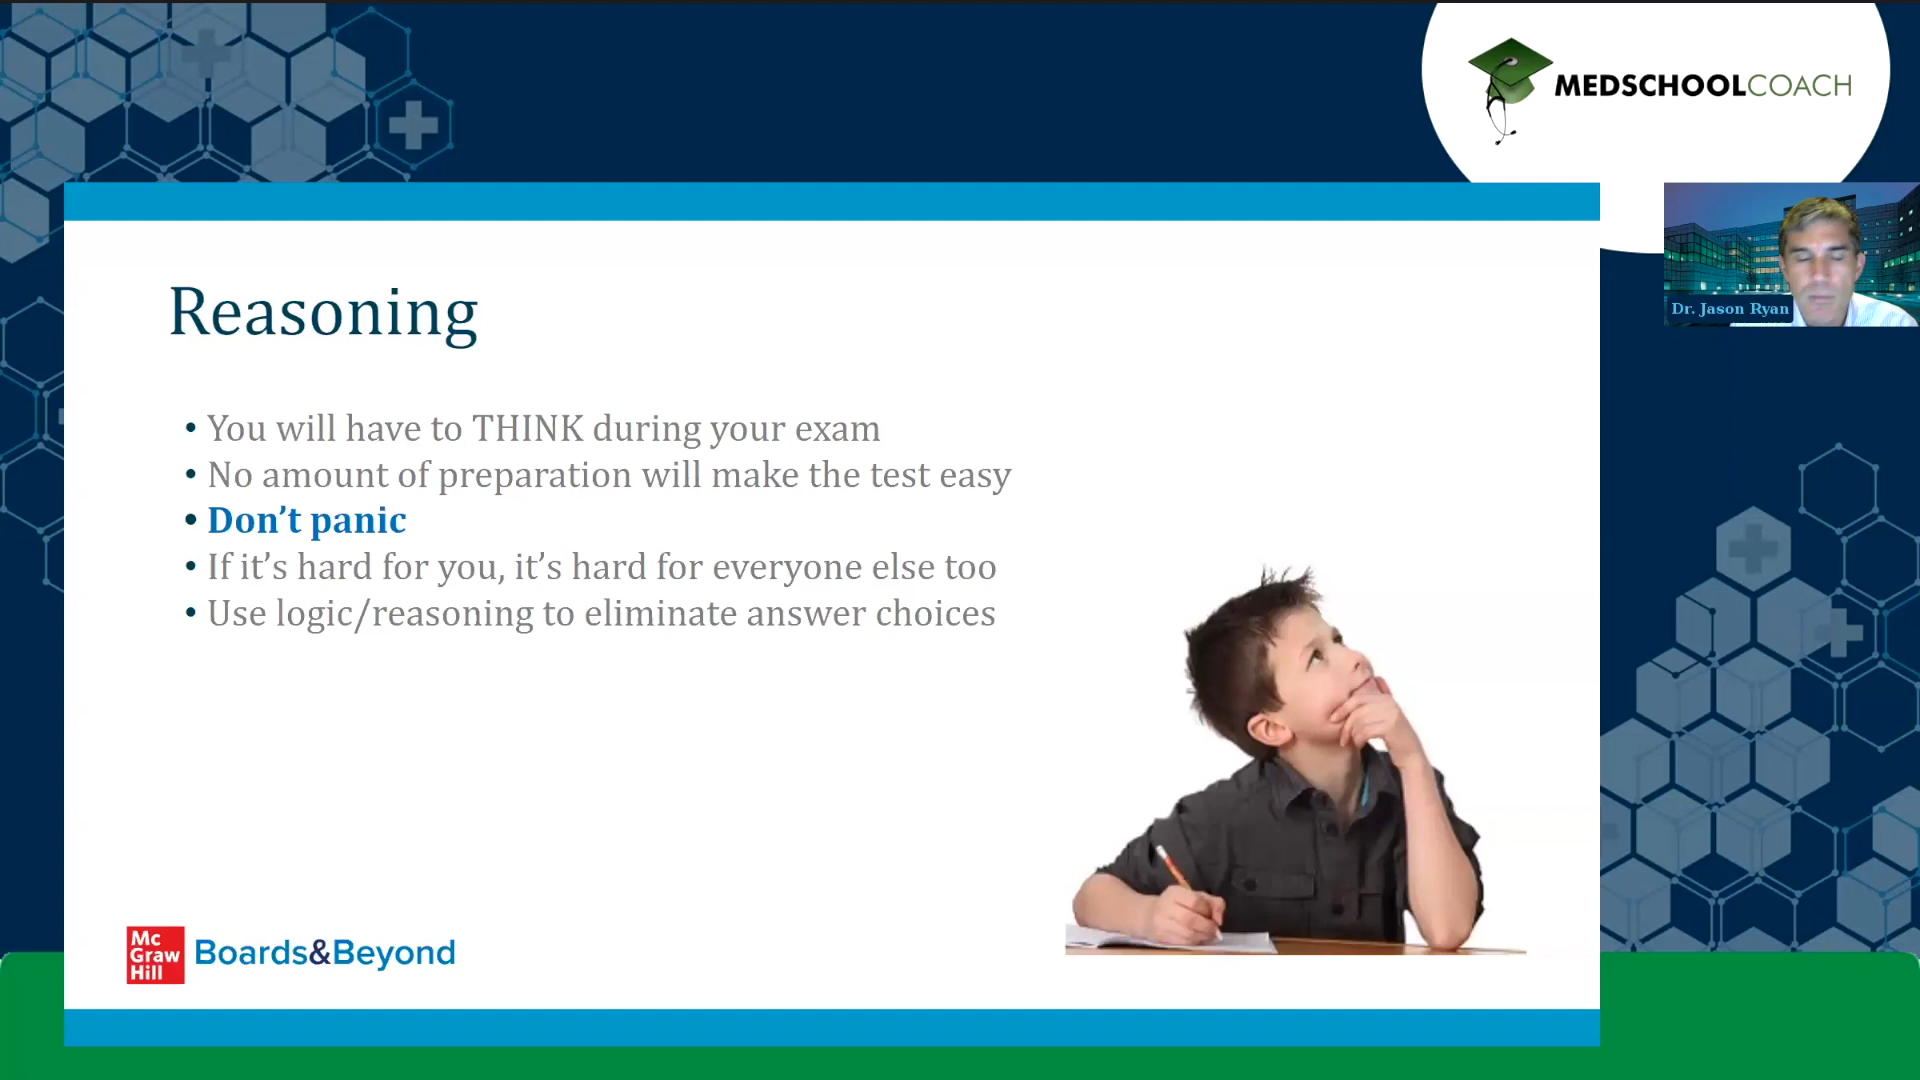 MEDSCHOOLCOACH
Dr. Jason Ryan
Reasoning
• You will have to THINK during your exam
• No amount of preparation will make the test easy
• Don’t panic
• If it’s hard for you, it’s hard for everyone else too
• Use logic/reasoning to eliminate answer choices
Mc
Graw
Hill
Boards&Beyond